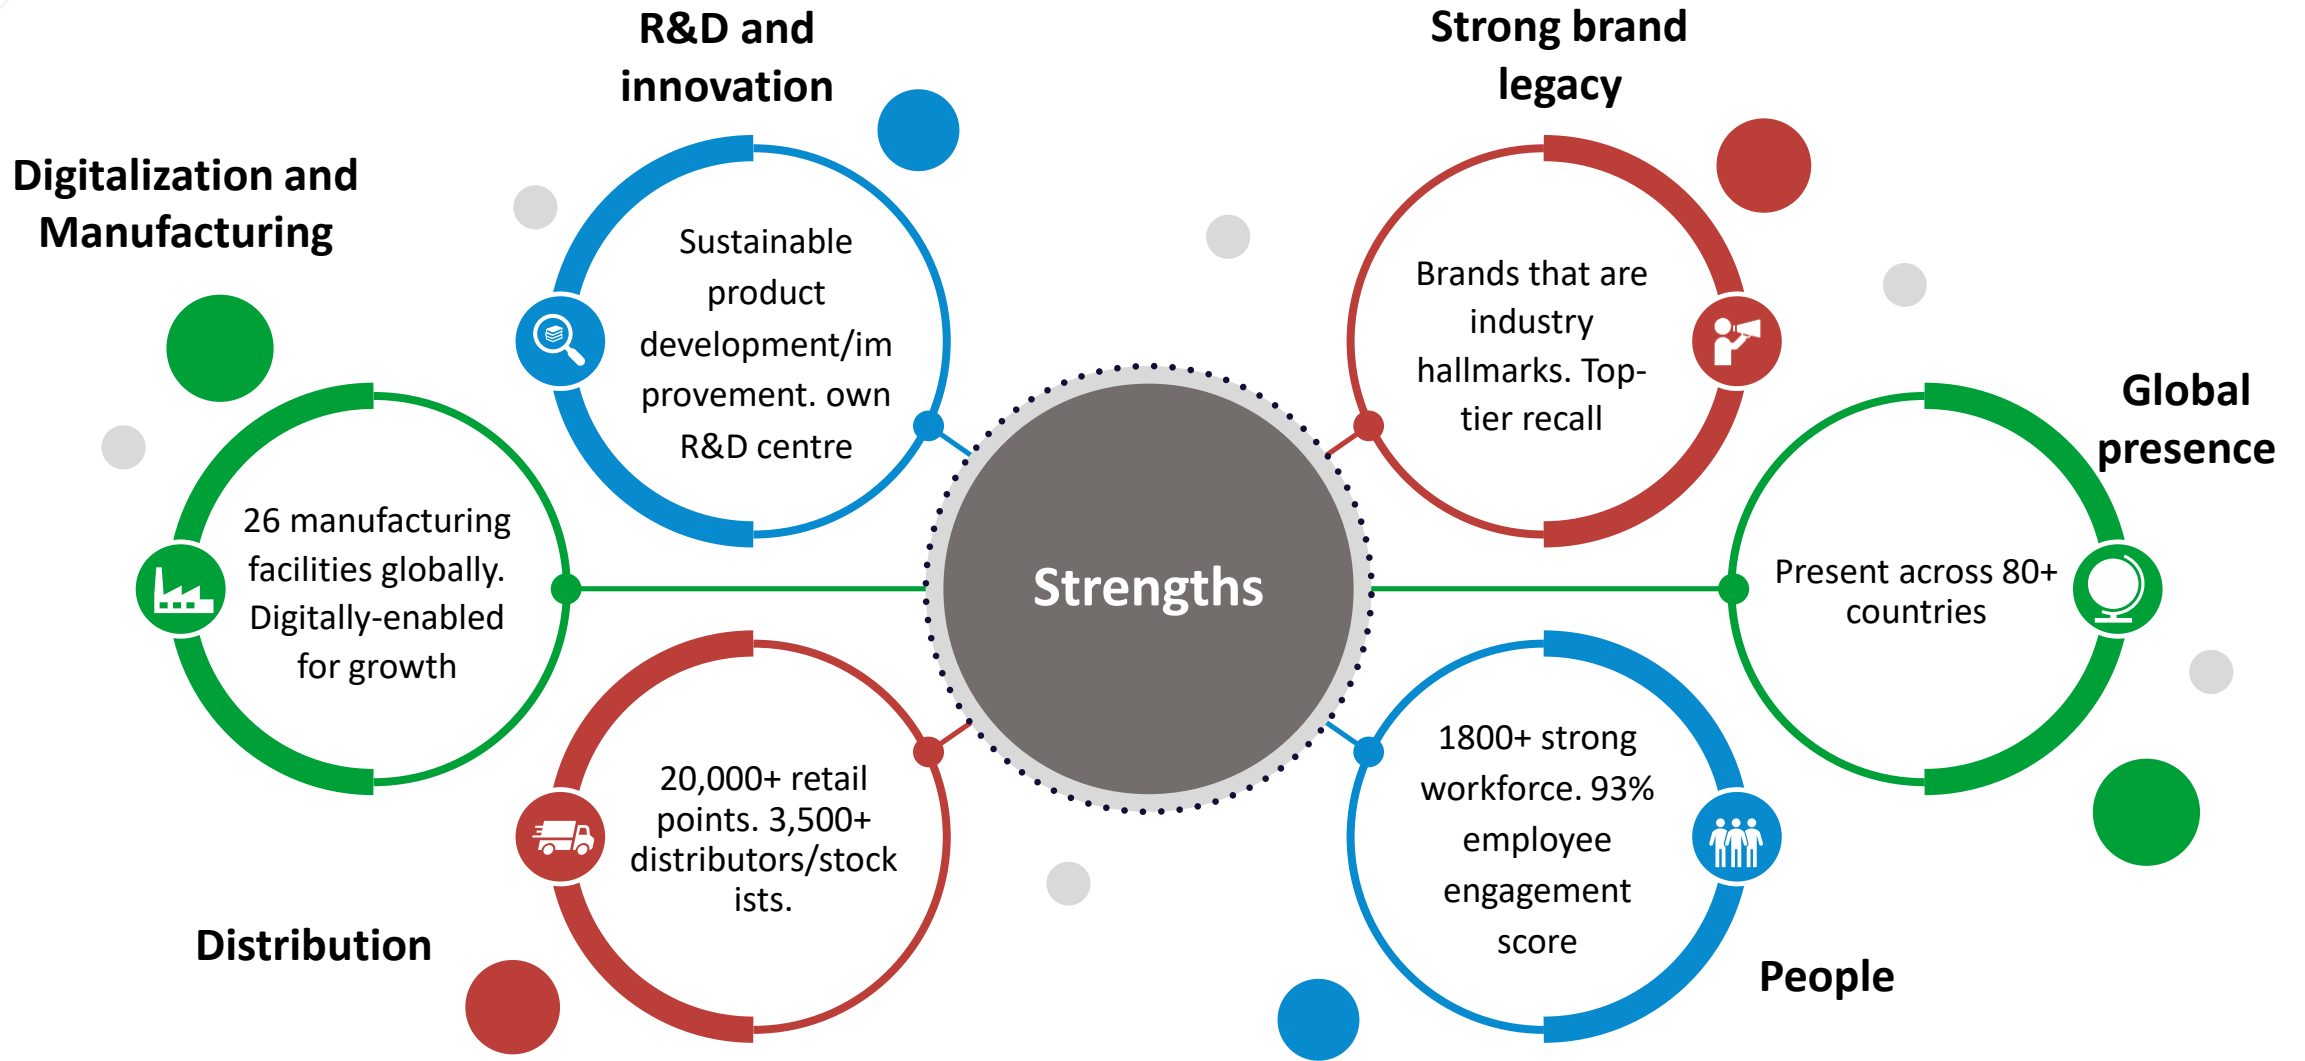 R&D and
innovation
Strong brand
legacy
Digitalization and
Manufacturing
Sustainable
product
development/im
provement. own
R&D centre
Brands that are
industry
hallmarks. Top-
tier recall
Global
presence
26 manufacturing
facilities globally.
Digitally-enabled
for growth
Strengths
Present across 80+
countries
20,000+ retail
points. 3,500+
distributors/stock
ists.
1800+ strong
workforce. 93%
employee
engagement
score
Distribution
People